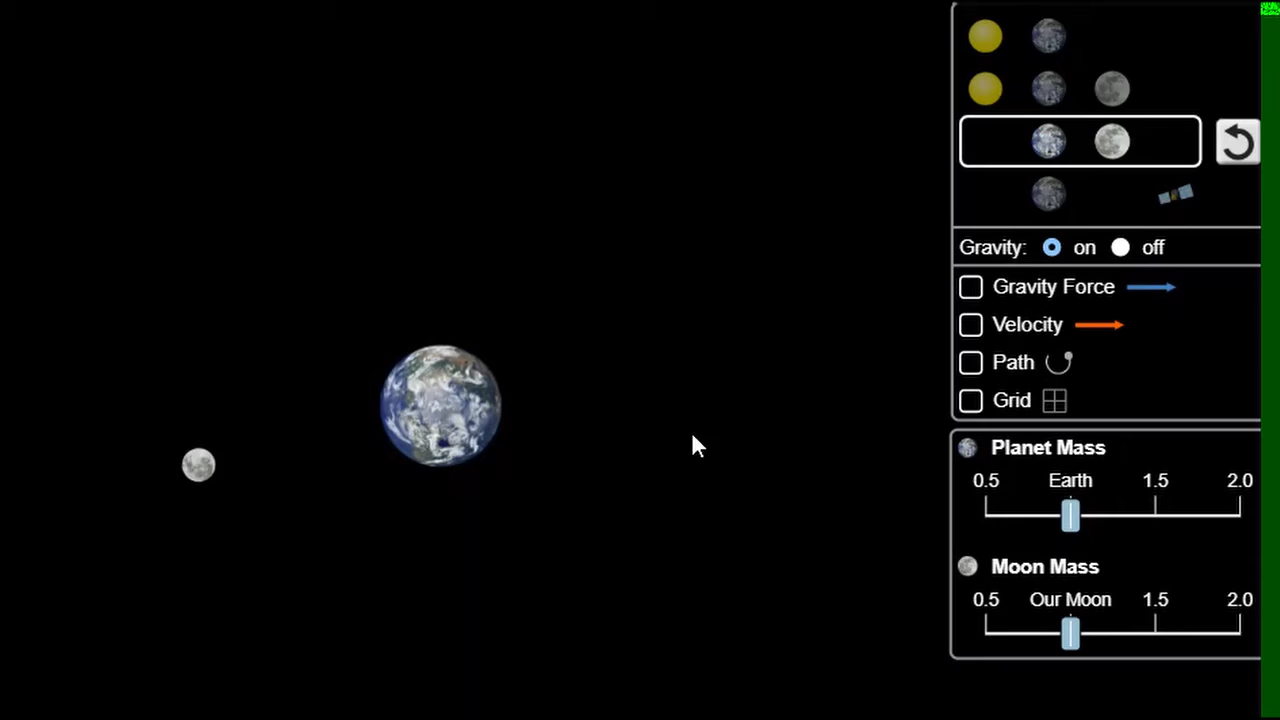 Gravity: on off
Gravity Force
Velocity
Path
Grid
Planet Mass
0.5 Earth 1.5 2.0
Moon Mass
0.5 Our Moon 1.5 2.0